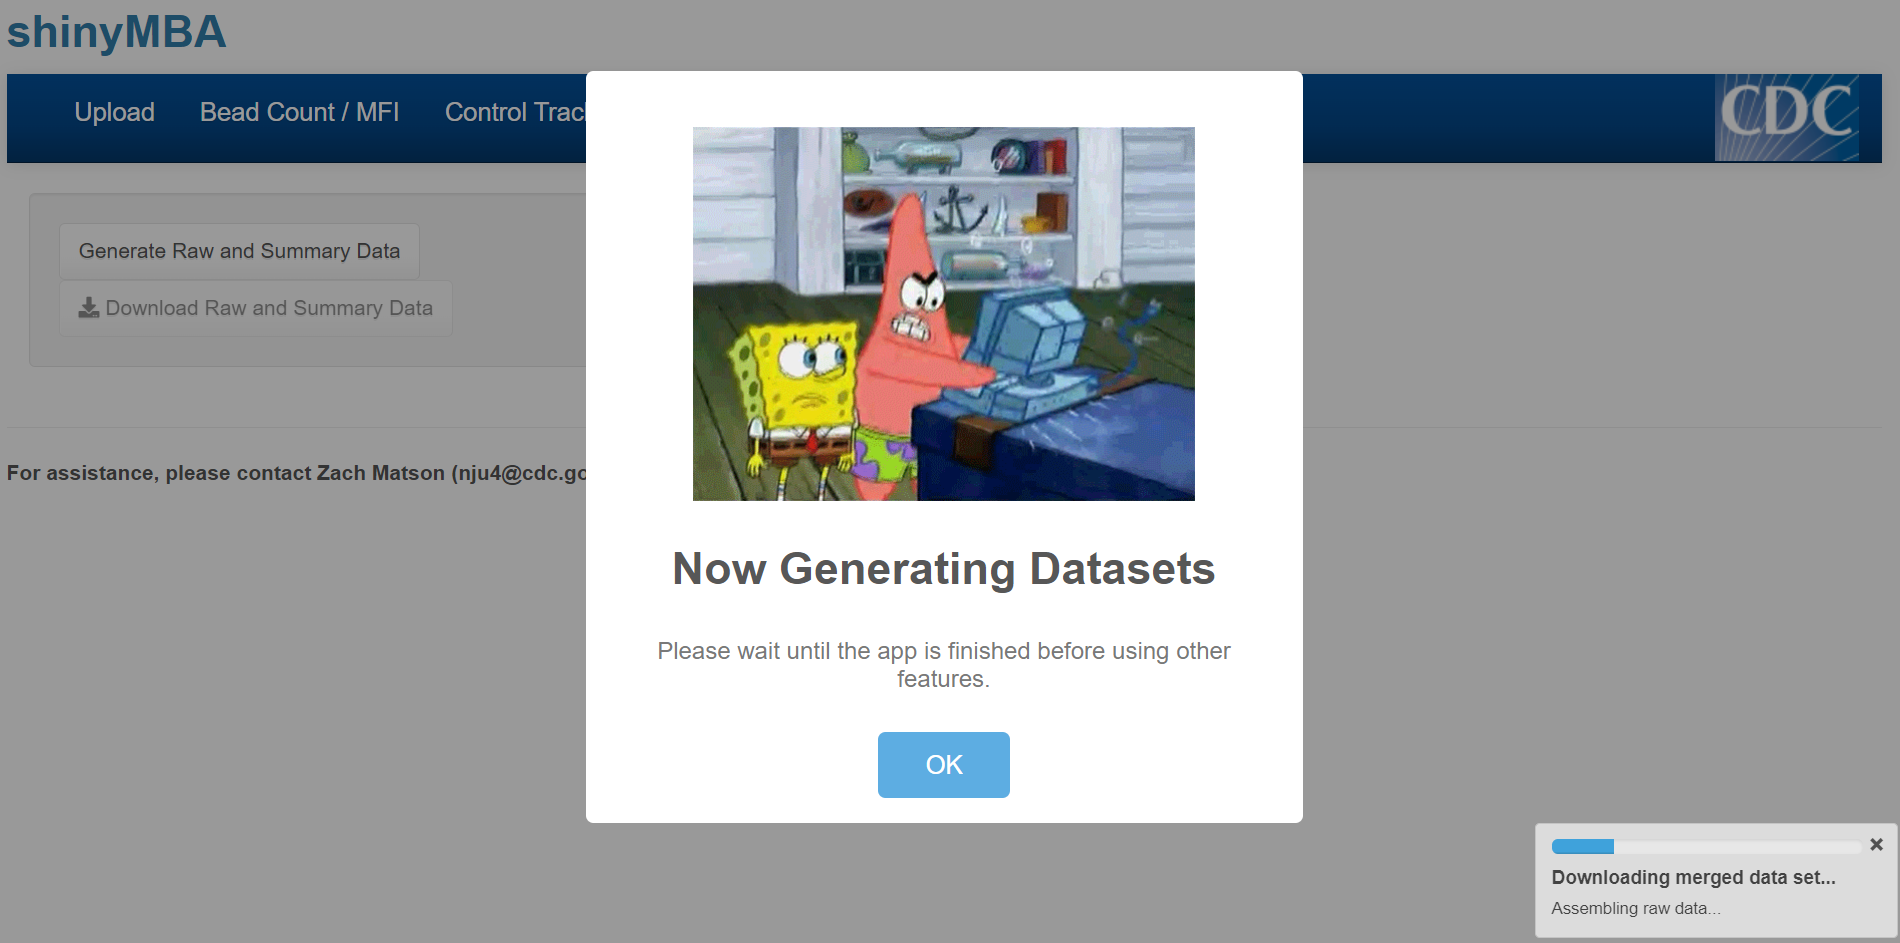 shinyMBA
Upload
Bead Count / MFI
Control Trac
CDC
Generate Raw and Summary Data
Download Raw and Summary Data
For assistance, please contact Zach Matson (nju4@cdc.go
Now Generating Datasets
Please wait until the app is finished before using other
features.
OK
Downloading merged data set...
Assembling raw data...